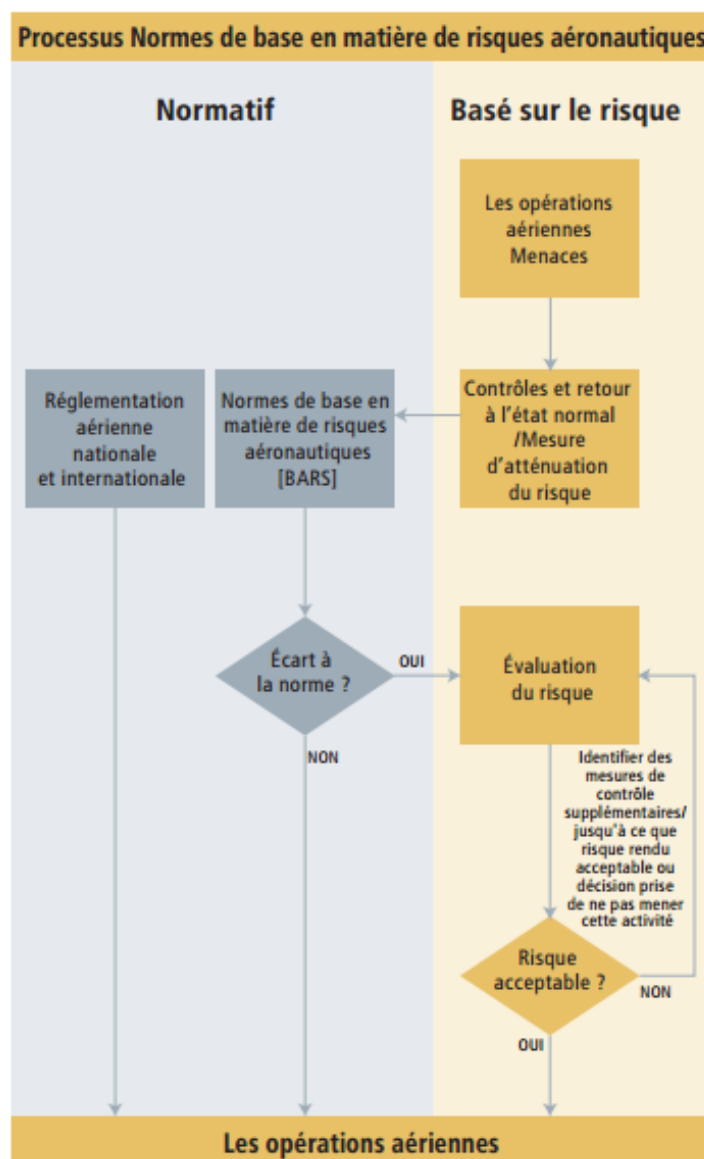 Processus Normes de base en matière de risques aéronautiques
Normatif
Basé sur le risque
Les opérations
aériennes
Menaces
Réglementation
aérienne
nationale
et internationale
Normes de base en
matière de risques
aéronautiques
[BARS]
Contrôles et retour
à l'état normal
/Mesure
d'atténuation
du risque
Écart à
la norme ?
OUI
NON
Évaluation
du risque
Identifier des
mesures de
contrôle
supplémentaires/
jusqu'à ce que
risque rendu
acceptable ou
décision prise
de ne pas mener
cette activité
Risque
acceptable ?
NON
OUI
Les opérations aériennes